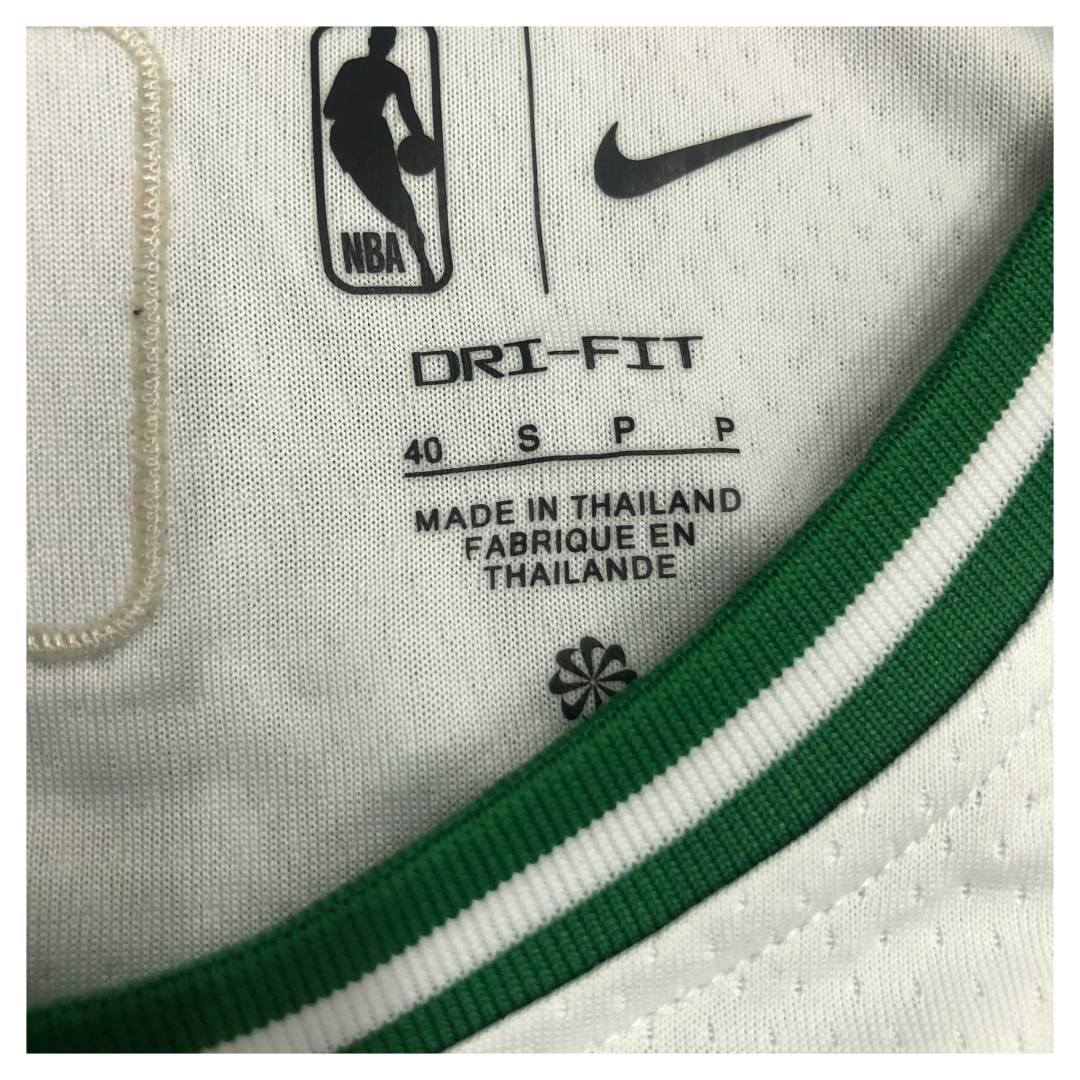 NBA
DRI-FIT
40 S P P
MADE IN THAILAND
FABRIQUE EN
THAILANDE